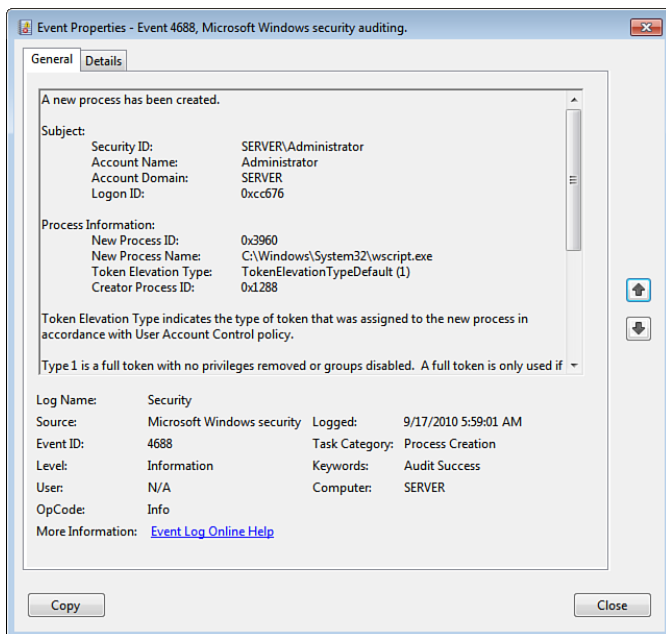 Event Properties - Event 4688, Microsoft Windows security auditing.
General Details
A new process has been created.
Subject:
Security ID: SERVER\Administrator
Account Name: Administrator
Account Domain: SERVER
Logon ID: 0xcc676
Process Information:
New Process ID: 0x3960
New Process Name: C:\Windows\System32\wscript.exe
Token Elevation Type: TokenElevationTypeDefault (1)
Creator Process ID: 0x1288
Token Elevation Type indicates the type of token that was assigned to the new process in
accordance with User Account Control policy.
Type 1 is a full token with no privileges removed or groups disabled.  A full token is only used if
Log Name: Security
Source: Microsoft Windows security Logged: 9/17/2010 5:59:01 AM
Event ID: 4688 Task Category: Process Creation
Level: Information Keywords: Audit Success
User: N/A Computer: SERVER
OpCode: Info
More Information: Event Log Online Help
Copy Close